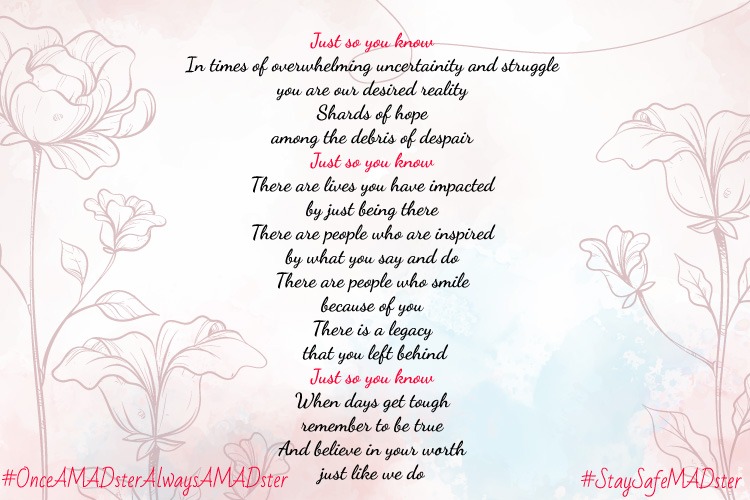 Just so you know
In times of overwhelming uncertainity and struggle
you are our desired reality
Shards of hope
among the debris of despair
Just so you know
There are lives you have impacted
by just being there
There are people who are inspired
by what you say and do
There are people who smile
because of you
There is a legacy
that you left behind
Just so you know
When days get tough
remember to be true
And believe in your worth
just like we do
#OnceAMADsterAlwaysAMADster
#StaySafeMADster